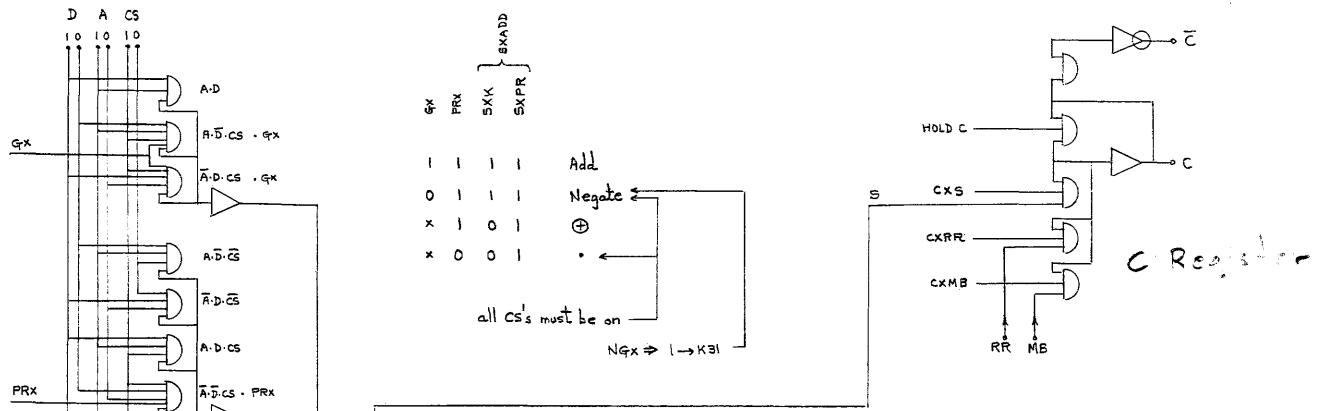 D A CS
1 0 1 0 1 0
A·D
A·D̅·CS · GX
GX
A̅·D·CS · GX
A·D̅·C̅S̅
A̅·D·C̅S̅
A·D·CS
A̅·D̅·CS · PRX
PRX
SXADD
GX PRX SXK SXPR
1 1 1 1 Add
0 1 1 1 Negate
x 1 0 1 ⊕
x 0 0 1 •
all CS's must be on
NGX ⇒ 1 → K31
C̅
HOLD C
C
S
CXS
CXRR
CXMB
RR MB
C Register